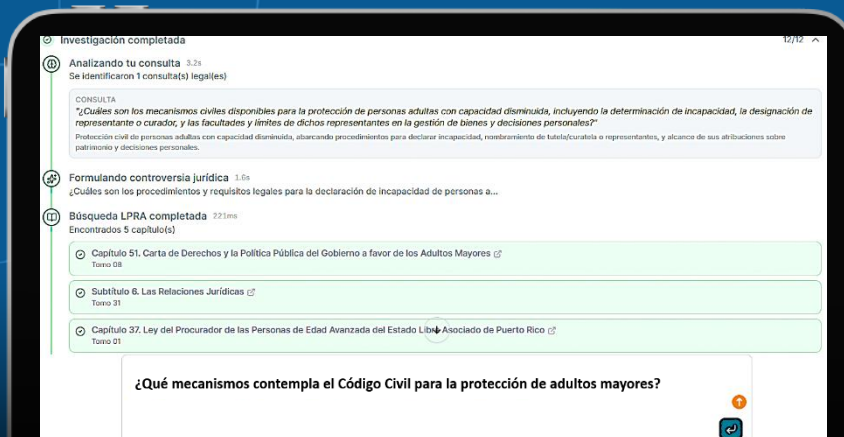 Investigación completada
12/12
Analizando tu consulta 3.2s
Se identificaron 1 consulta(s) legal(es)
CONSULTA
"¿Cuáles son los mecanismos civiles disponibles para la protección de personas adultas con capacidad disminuida, incluyendo la determinación de incapacidad, la designación de
representante o curador, y las facultades y límites de dichos representantes en la gestión de bienes y decisiones personales?"
Protección civil de personas adultas con capacidad disminuida, abarcando procedimientos para declarar incapacidad, nombramiento de tutela/curatela o representantes, y alcance de sus atribuciones sobre
patrimonio y decisiones personales.
Formulando controversia jurídica 1.6s
¿Cuáles son los procedimientos y requisitos legales para la declaración de incapacidad de personas a...
Búsqueda LPRA completada 221ms
Encontrados 5 capítulo(s)
Capítulo 51. Carta de Derechos y la Política Pública del Gobierno a favor de los Adultos Mayores
Tomo 08
Subtítulo 6. Las Relaciones Jurídicas
Tomo 31
Capítulo 37. Ley del Procurador de las Personas de Edad Avanzada del Estado Libre Asociado de Puerto Rico
Tomo 01
¿Qué mecanismos contempla el Código Civil para la protección de adultos mayores?